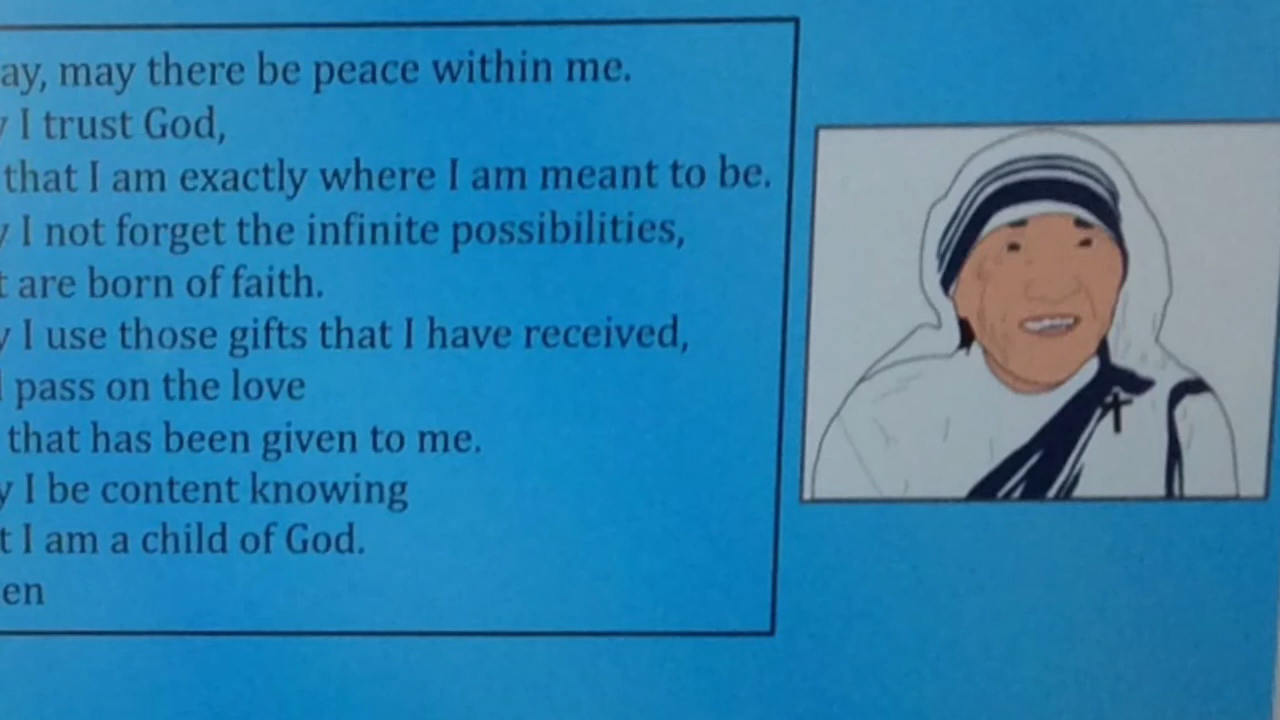 ay, may there be peace within me.
y I trust God,
that I am exactly where I am meant to be.
y I not forget the infinite possibilities,
t are born of faith.
y I use those gifts that I have received,
d pass on the love
that has been given to me.
y I be content knowing
t I am a child of God.
en